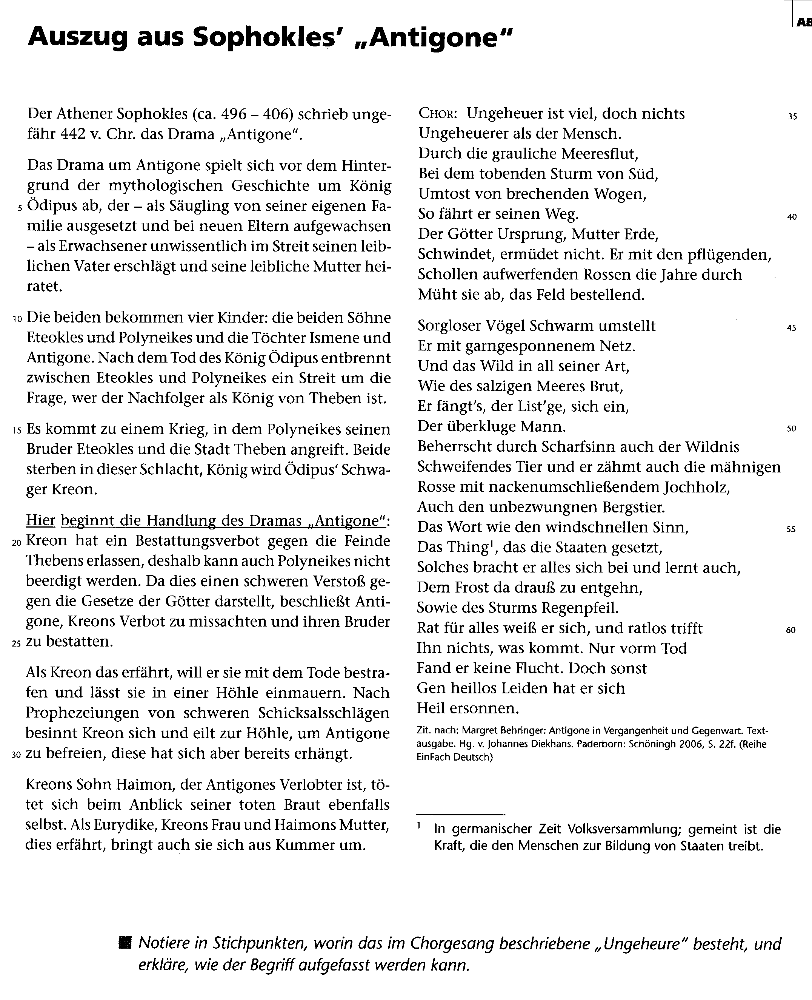 AB
Auszug aus Sophokles' „Antigone"
Der Athener Sophokles (ca. 496 – 406) schrieb unge-
fähr 442 v. Chr. das Drama „Antigone".
Das Drama um Antigone spielt sich vor dem Hinter-
grund der mythologischen Geschichte um König
5 Ödipus ab, der – als Säugling von seiner eigenen Fa-
milie ausgesetzt und bei neuen Eltern aufgewachsen
– als Erwachsener unwissentlich im Streit seinen leib-
lichen Vater erschlägt und seine leibliche Mutter hei-
ratet.
10 Die beiden bekommen vier Kinder: die beiden Söhne
Eteokles und Polyneikes und die Töchter Ismene und
Antigone. Nach dem Tod des König Ödipus entbrennt
zwischen Eteokles und Polyneikes ein Streit um die
Frage, wer der Nachfolger als König von Theben ist.
15 Es kommt zu einem Krieg, in dem Polyneikes seinen
Bruder Eteokles und die Stadt Theben angreift. Beide
sterben in dieser Schlacht, König wird Ödipus' Schwa-
ger Kreon.
Hier beginnt die Handlung des Dramas „Antigone":
20 Kreon hat ein Bestattungsverbot gegen die Feinde
Thebens erlassen, deshalb kann auch Polyneikes nicht
beerdigt werden. Da dies einen schweren Verstoß ge-
gen die Gesetze der Götter darstellt, beschließt Anti-
gone, Kreons Verbot zu missachten und ihren Bruder
25 zu bestatten.
Als Kreon das erfährt, will er sie mit dem Tode bestra-
fen und lässt sie in einer Höhle einmauern. Nach
Prophezeiungen von schweren Schicksalsschlägen
besinnt Kreon sich und eilt zur Höhle, um Antigone
30 zu befreien, diese hat sich aber bereits erhängt.
Kreons Sohn Haimon, der Antigones Verlobter ist, tö-
tet sich beim Anblick seiner toten Braut ebenfalls
selbst. Als Eurydike, Kreons Frau und Haimons Mutter,
dies erfährt, bringt auch sie sich aus Kummer um.
CHOR: Ungeheuer ist viel, doch nichts 35
Ungeheuerer als der Mensch.
Durch die grauliche Meeresflut,
Bei dem tobenden Sturm von Süd,
Umtost von brechenden Wogen,
So fährt er seinen Weg. 40
Der Götter Ursprung, Mutter Erde,
Schwindet, ermüdet nicht. Er mit den pflügenden,
Schollen aufwerfenden Rossen die Jahre durch
Müht sie ab, das Feld bestellend.
Sorgloser Vögel Schwarm umstellt 45
Er mit garngesponnenem Netz.
Und das Wild in all seiner Art,
Wie des salzigen Meeres Brut,
Er fängt's, der List'ge, sich ein,
Der überkluge Mann. 50
Beherrscht durch Scharfsinn auch der Wildnis
Schweifendes Tier und er zähmt auch die mähnigen
Rosse mit nackenumschließendem Jochholz,
Auch den unbezwungnen Bergstier.
Das Wort wie den windschnellen Sinn, 55
Das Thing¹, das die Staaten gesetzt,
Solches bracht er alles sich bei und lernt auch,
Dem Frost da drauß zu entgehn,
Sowie des Sturms Regenpfeil.
Rat für alles weiß er sich, und ratlos trifft 60
Ihn nichts, was kommt. Nur vorm Tod
Fand er keine Flucht. Doch sonst
Gen heillos Leiden hat er sich
Heil ersonnen.
Zit. nach: Margret Behringer: Antigone in Vergangenheit und Gegenwart. Text-
ausgabe. Hg. v. Johannes Diekhans. Paderborn: Schöningh 2006, S. 22f. (Reihe
EinFach Deutsch)
¹ In germanischer Zeit Volksversammlung; gemeint ist die
Kraft, die den Menschen zur Bildung von Staaten treibt.
■ Notiere in Stichpunkten, worin das im Chorgesang beschriebene „Ungeheure" besteht, und
erkläre, wie der Begriff aufgefasst werden kann.